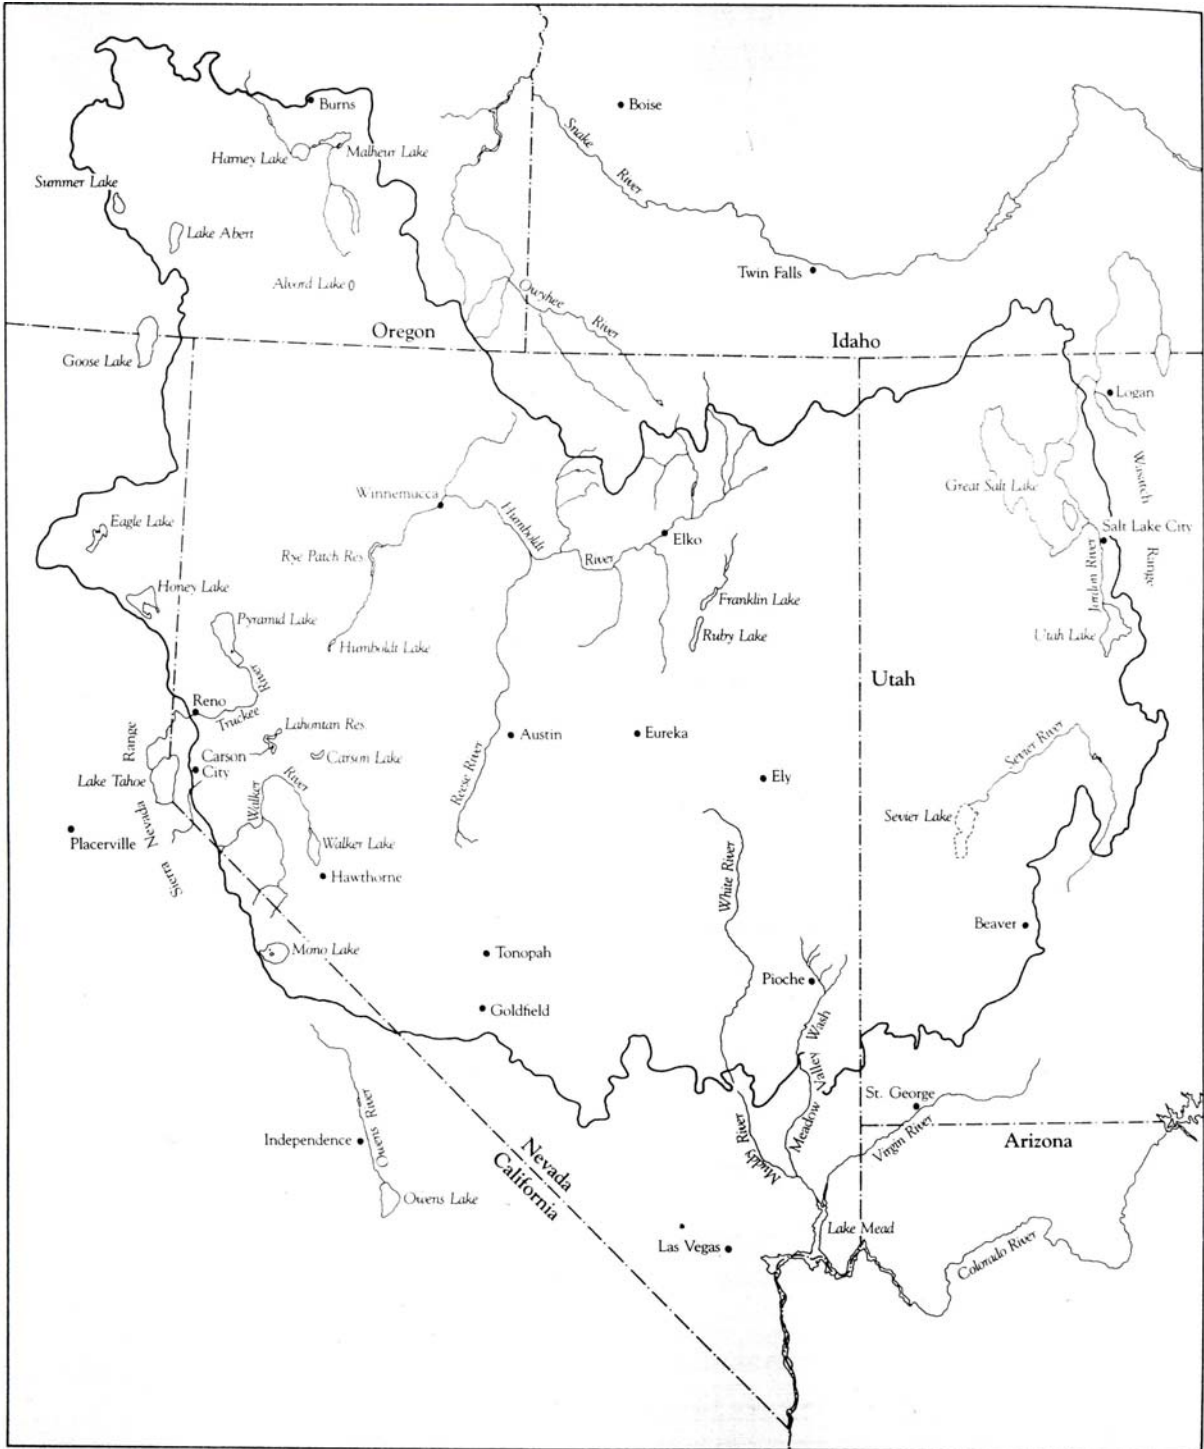 Burns
Boise
Snake
River
Harney Lake
Malheur Lake
Summer Lake
Lake Abert
Twin Falls
Alvord Lake
Owyhee
River
Oregon
Idaho
Goose Lake
Logan
Wasatch
Range
Winnemucca
Great Salt Lake
Eagle Lake
Humboldt
River
Elko
Salt Lake City
Rye Patch Res.
Jordan River
Honey Lake
Franklin Lake
Pyramid Lake
Ruby Lake
Utah Lake
Humboldt Lake
Utah
Reno
Truckee
River
Lahontan Res.
Austin
Eureka
Sevier River
Carson
City
Carson Lake
Lake Tahoe
Ely
Reese River
Walker
River
Sevier Lake
Placerville
Sierra
Nevada
Range
Walker Lake
Hawthorne
White River
Beaver
Mono Lake
Tonopah
Pioche
Goldfield
Meadow
Valley
Wash
St. George
Virgin River
Independence
Owens River
Muddy
River
Arizona
Nevada
California
Owens Lake
Lake Mead
Las Vegas
Colorado River